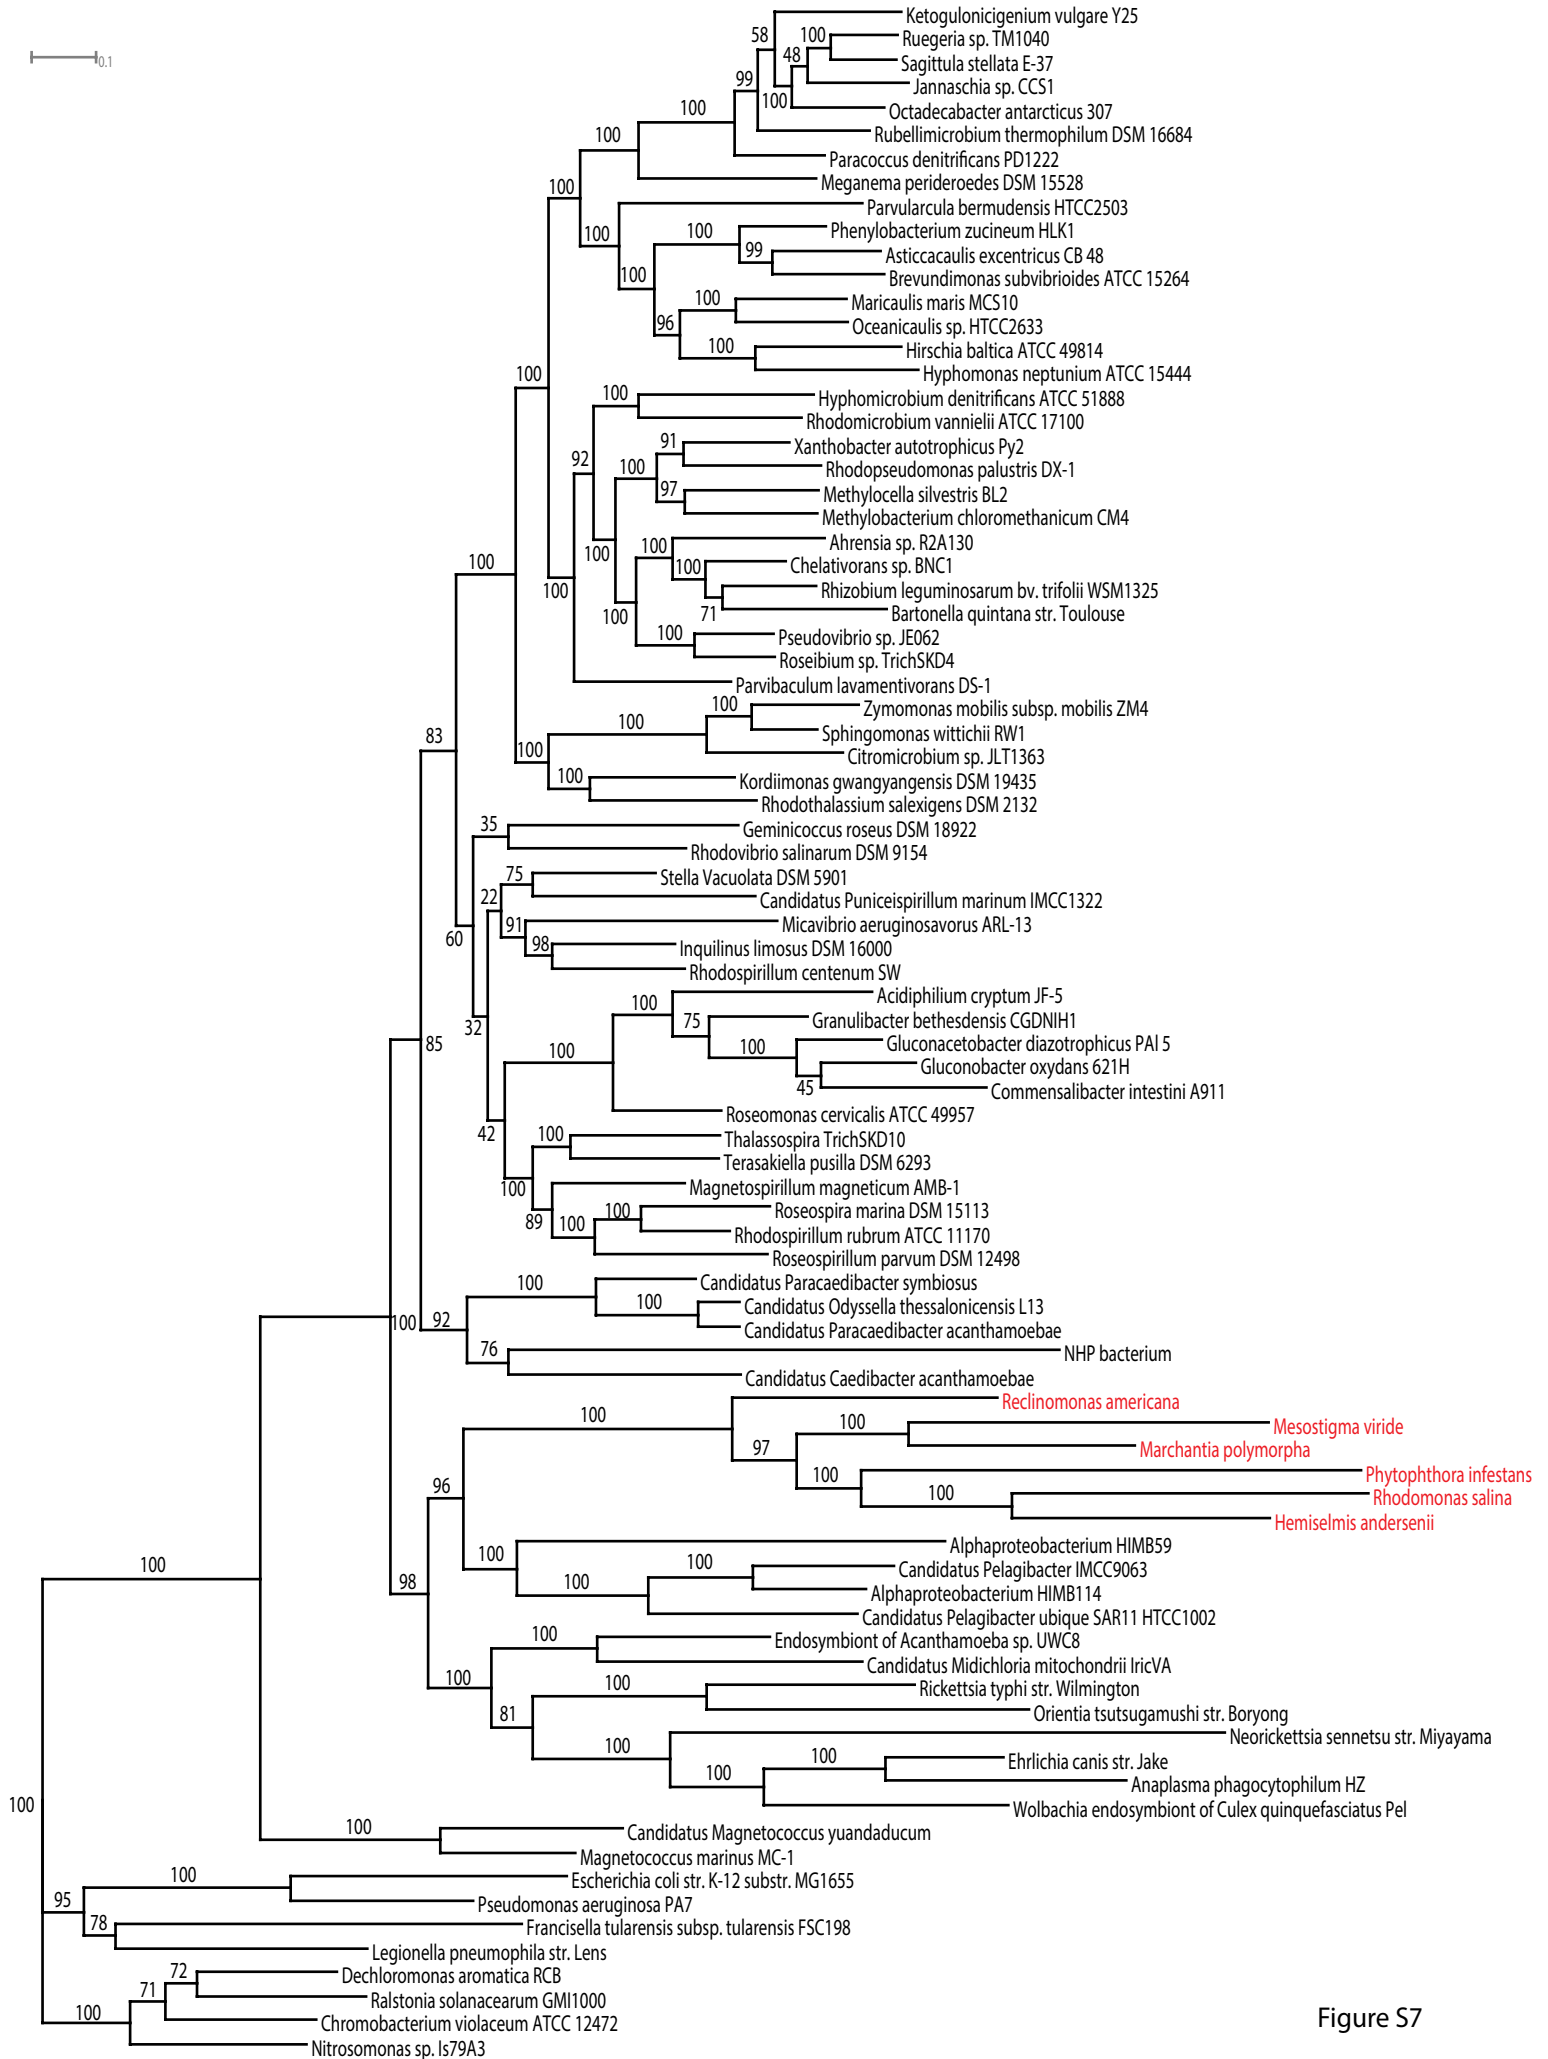 Ketogulonicigenium vulgare Y25
58
100
Ruegeria sp. TM1040
0.1
48
Sagittula stellata E-37
99
Jannaschia sp. CCS1
100
100
Octadecabacter antarcticus 307
100
Rubellimicrobium thermophilum DSM 16684
Paracoccus denitrificans PD1222
100
Meganema perideroedes DSM 15528
Parvularcula bermudensis HTCC2503
100
100
Phenylobacterium zucineum HLK1
99
Asticcacaulis excentricus CB 48
100
Brevundimonas subvibrioides ATCC 15264
100
Maricaulis maris MCS10
96
Oceanicaulis sp. HTCC2633
100
Hirschia baltica ATCC 49814
100
Hyphomonas neptunium ATCC 15444
100
Hyphomicrobium denitrificans ATCC 51888
Rhodomicrobium vannielii ATCC 17100
91
Xanthobacter autotrophicus Py2
92
100
Rhodopseudomonas palustris DX-1
97
Methylocella silvestris BL2
Methylobacterium chloromethanicum CM4
100
100
Ahrensia sp. R2A130
100
100
Chelativorans sp. BNC1
100
Rhizobium leguminosarum bv. trifolii WSM1325
100
71
Bartonella quintana str. Toulouse
100
Pseudovibrio sp. JE062
Roseibium sp. TrichSKD4
Parvibaculum lavamentivorans DS-1
100
Zymomonas mobilis subsp. mobilis ZM4
83
100
Sphingomonas wittichii RW1
100
Citromicrobium sp. JLT1363
100
Kordiimonas gwangyangensis DSM 19435
Rhodothalassium salexigens DSM 2132
35
Geminicoccus roseus DSM 18922
Rhodovibrio salinarum DSM 9154
75
Stella Vacuolata DSM 5901
22
Candidatus Puniceispirillum marinum IMCC1322
91
Micavibrio aeruginosavorus ARL-13
60
98
Inquilinus limosus DSM 16000
Rhodospirillum centenum SW
100
Acidiphilium cryptum JF-5
32
75
Granulibacter bethesdensis CGDNIH1
85
100
100
Gluconacetobacter diazotrophicus PAl 5
Gluconobacter oxydans 621H
45
Commensalibacter intestini A911
Roseomonas cervicalis ATCC 49957
42
100
Thalassospira TrichSKD10
Terasakiella pusilla DSM 6293
100
Magnetospirillum magneticum AMB-1
100
Roseospira marina DSM 15113
89
100
Rhodospirillum rubrum ATCC 11170
Roseospirillum parvum DSM 12498
100
Candidatus Paracaedibacter symbiosus
100
Candidatus Odyssella thessalonicensis L13
100
92
Candidatus Paracaedibacter acanthamoebae
76
NHP bacterium
Candidatus Caedibacter acanthamoebae
Reclinomonas americana
100
100
Mesostigma viride
97
Marchantia polymorpha
96
100
Phytophthora infestans
100
Rhodomonas salina
Hemiselmis andersenii
100
Alphaproteobacterium HIMB59
100
100
Candidatus Pelagibacter IMCC9063
98
100
Alphaproteobacterium HIMB114
Candidatus Pelagibacter ubique SAR11 HTCC1002
100
Endosymbiont of Acanthamoeba sp. UWC8
100
Candidatus Midichloria mitochondrii IricVA
100
Rickettsia typhi str. Wilmington
81
Orientia tsutsugamushi str. Boryong
100
Neorickettsia sennetsu str. Miyayama
100
100
Ehrlichia canis str. Jake
Anaplasma phagocytophilum HZ
100
Wolbachia endosymbiont of Culex quinquefasciatus Pel
100
Candidatus Magnetococcus yuandaducum
Magnetococcus marinus MC-1
100
Escherichia coli str. K-12 substr. MG1655
95
Pseudomonas aeruginosa PA7
78
Francisella tularensis subsp. tularensis FSC198
Legionella pneumophila str. Lens
72
Dechloromonas aromatica RCB
71
Ralstonia solanacearum GMI1000
100
Chromobacterium violaceum ATCC 12472
Nitrosomonas sp. Is79A3
Figure S7